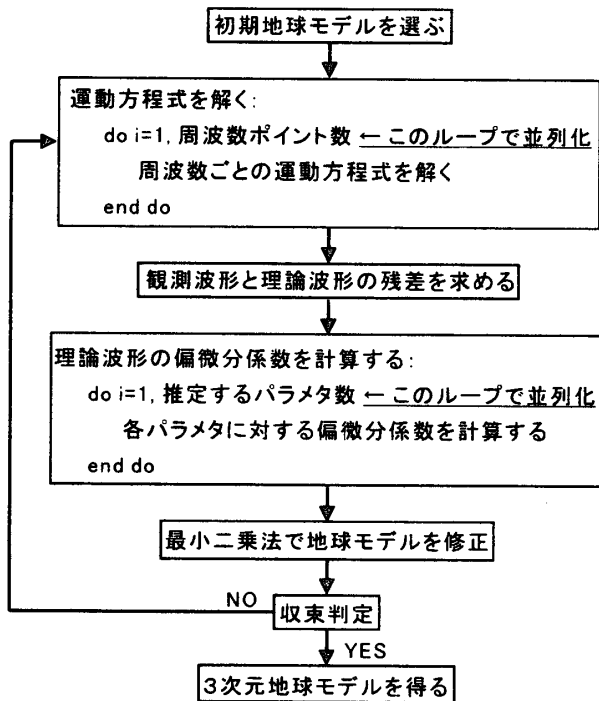 初期地球モデルを選ぶ
運動方程式を解く:
do i=1, 周波数ポイント数 ← このループで並列化
周波数ごとの運動方程式を解く
end do
観測波形と理論波形の残差を求める
理論波形の偏微分係数を計算する:
do i=1, 推定するパラメタ数 ← このループで並列化
各パラメタに対する偏微分係数を計算する
end do
最小二乗法で地球モデルを修正
NO
収束判定
YES
3次元地球モデルを得る